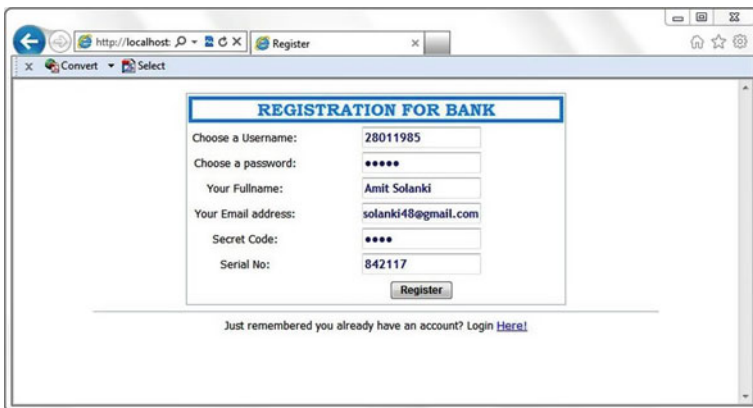 http://localhost:
Register
x Convert Select
REGISTRATION FOR BANK
Choose a Username: 28011985
Choose a password: •••••
Your Fullname: Amit Solanki
Your Email address: solanki48@gmail.com
Secret Code: ••••
Serial No: 842117
Register
Just remembered you already have an account? Login Here!